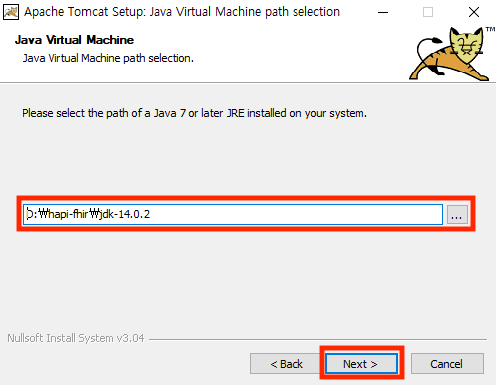 Apache Tomcat Setup: Java Virtual Machine path selection
Java Virtual Machine
Java Virtual Machine path selection.
TM
Please select the path of a Java 7 or later JRE installed on your system.
D:₩hapi-fhir₩jdk-14.0.2
...
Nullsoft Install System v3.04
< Back
Next >
Cancel